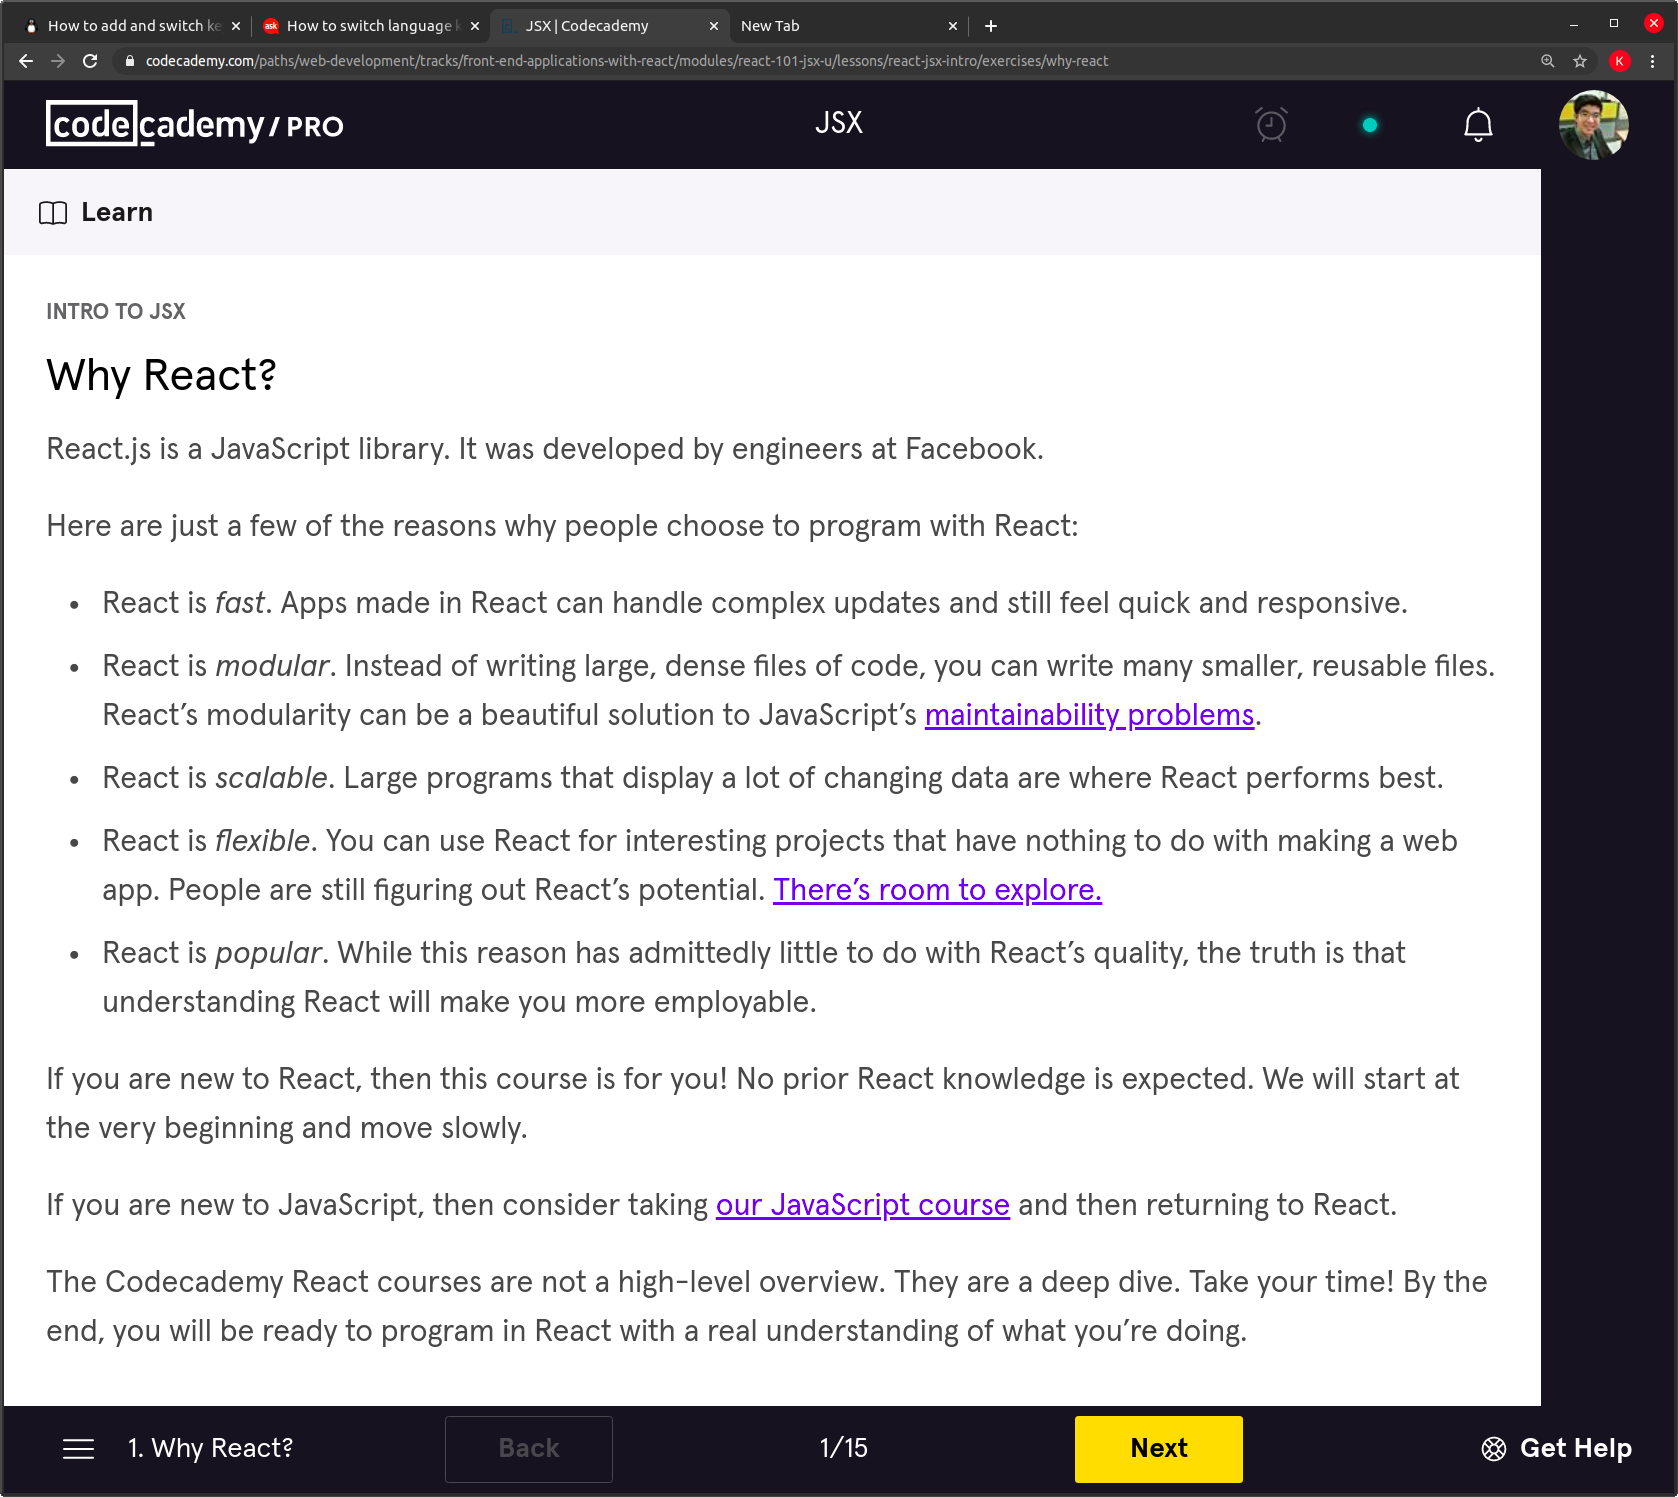 How to add and switch ke
How to switch language k
JSX | Codecademy
New Tab
codecademy.com/paths/web-development/tracks/front-end-applications-with-react/modules/react-101-jsx-u/lessons/react-jsx-intro/exercises/why-react
K
codecademy / PRO
JSX
Learn
INTRO TO JSX
Why React?
React.js is a JavaScript library. It was developed by engineers at Facebook.
Here are just a few of the reasons why people choose to program with React:
• React is fast. Apps made in React can handle complex updates and still feel quick and responsive.
• React is modular. Instead of writing large, dense files of code, you can write many smaller, reusable files.
React’s modularity can be a beautiful solution to JavaScript’s maintainability problems.
• React is scalable. Large programs that display a lot of changing data are where React performs best.
• React is flexible. You can use React for interesting projects that have nothing to do with making a web
app. People are still figuring out React’s potential. There’s room to explore.
• React is popular. While this reason has admittedly little to do with React’s quality, the truth is that
understanding React will make you more employable.
If you are new to React, then this course is for you! No prior React knowledge is expected. We will start at
the very beginning and move slowly.
If you are new to JavaScript, then consider taking our JavaScript course and then returning to React.
The Codecademy React courses are not a high-level overview. They are a deep dive. Take your time! By the
end, you will be ready to program in React with a real understanding of what you’re doing.
1. Why React?
Back
1/15
Next
Get Help